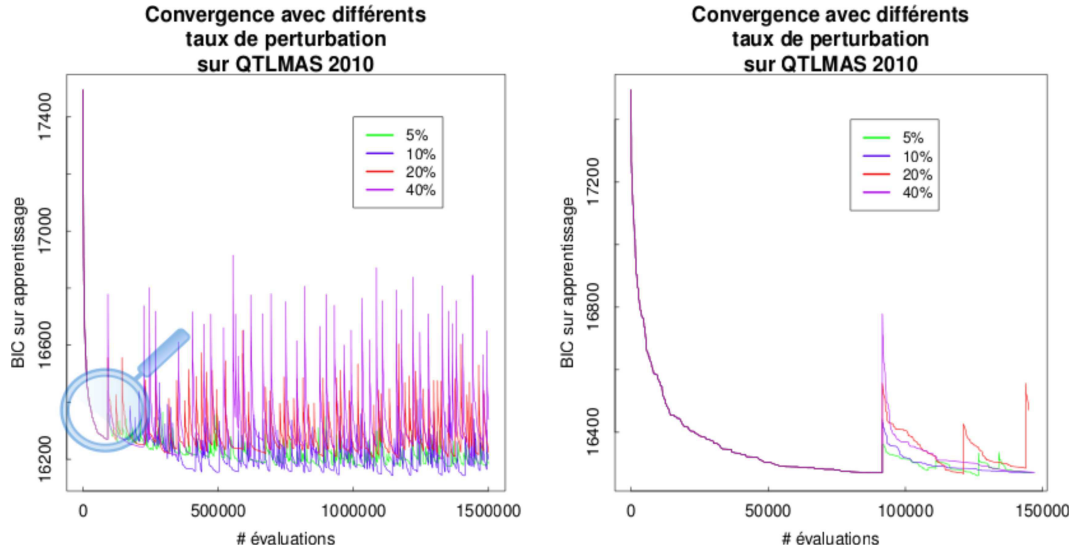 Convergence avec différents
taux de perturbation
sur QTLMAS 2010
BIC sur apprentissage
17400
17000
16600
16200
5%
10%
20%
40%
0
500000
1000000
1500000
# évaluations
Convergence avec différents
taux de perturbation
sur QTLMAS 2010
BIC sur apprentissage
17200
16800
16400
5%
10%
20%
40%
0
50000
100000
150000
# évaluations